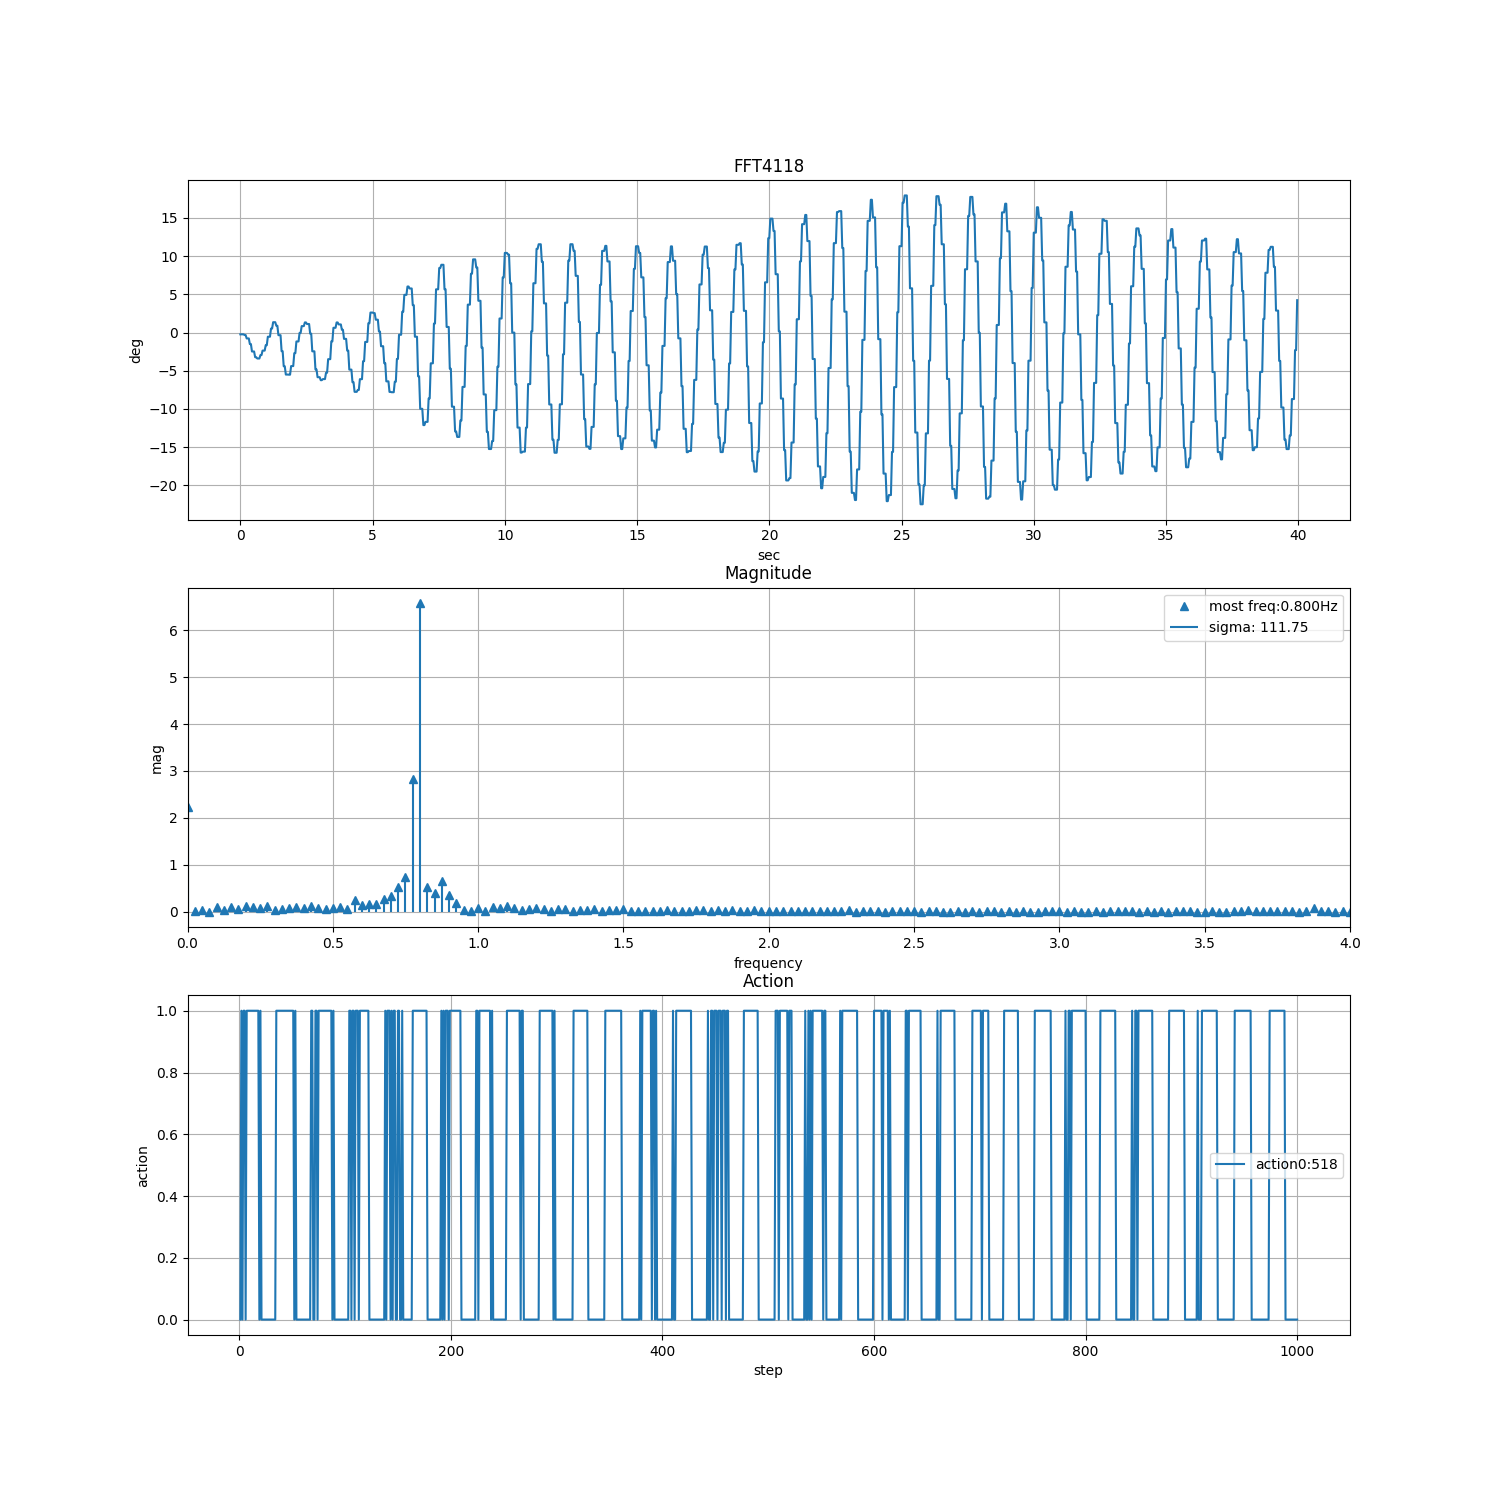 FFT4118
15
10
5
0
−5
−10
−15
−20
deg
0 5 10 15 20 25 30 35 40
sec
Magnitude
most freq:0.800Hz
sigma: 111.75
6
5
4
3
2
1
0
mag
0.0 0.5 1.0 1.5 2.0 2.5 3.0 3.5 4.0
frequency
Action
1.0
0.8
0.6
0.4
0.2
0.0
action
action0:518
0 200 400 600 800 1000
step